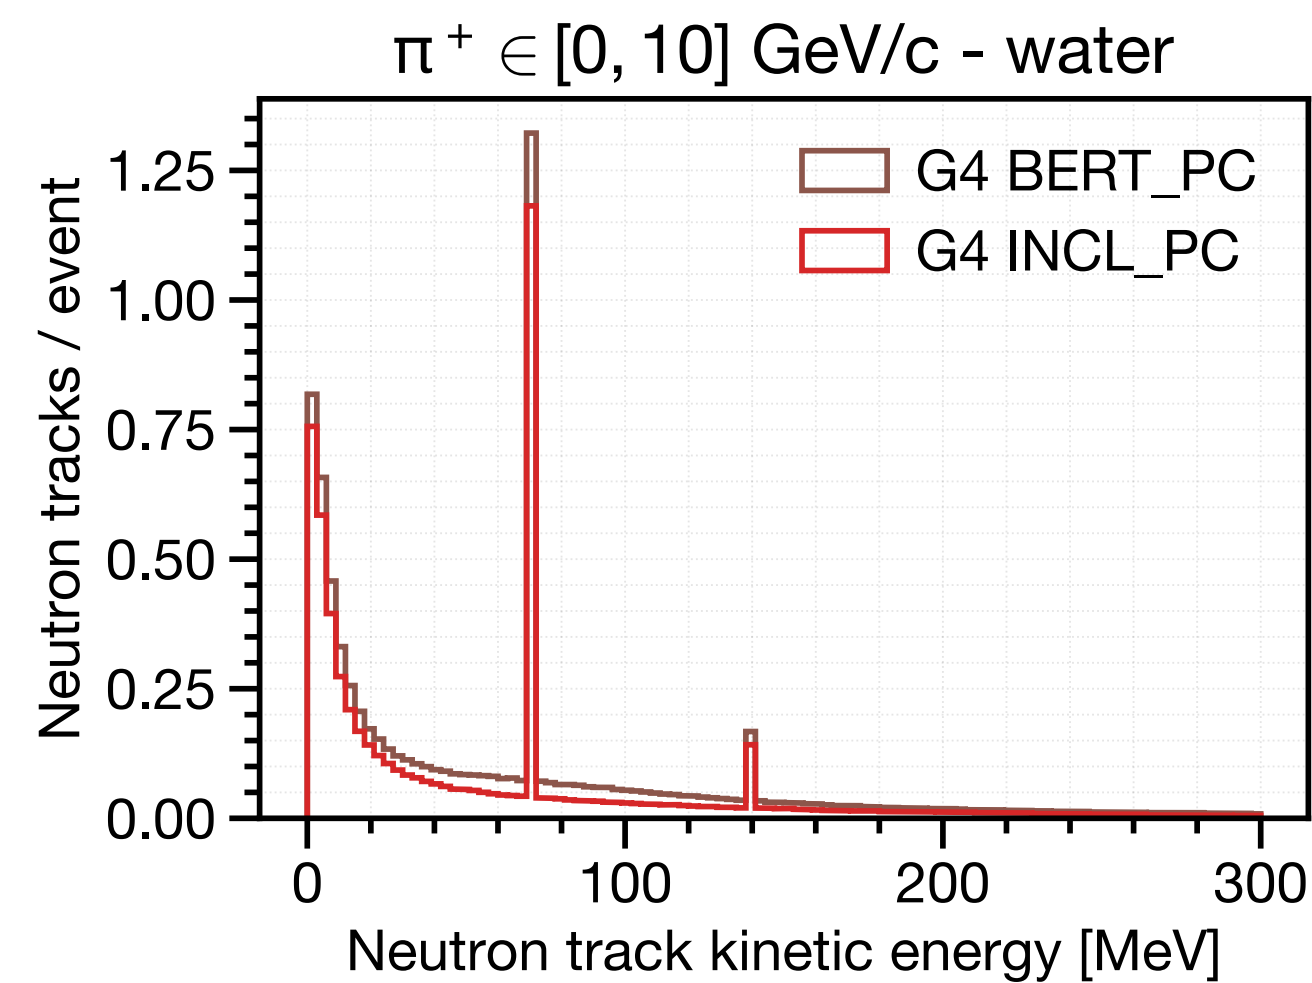 π⁺ ∈ [0, 10] GeV/c - water
G4 BERT_PC
G4 INCL_PC
Neutron tracks / event
1.25
1.00
0.75
0.50
0.25
0.00
0 100 200 300
Neutron track kinetic energy [MeV]